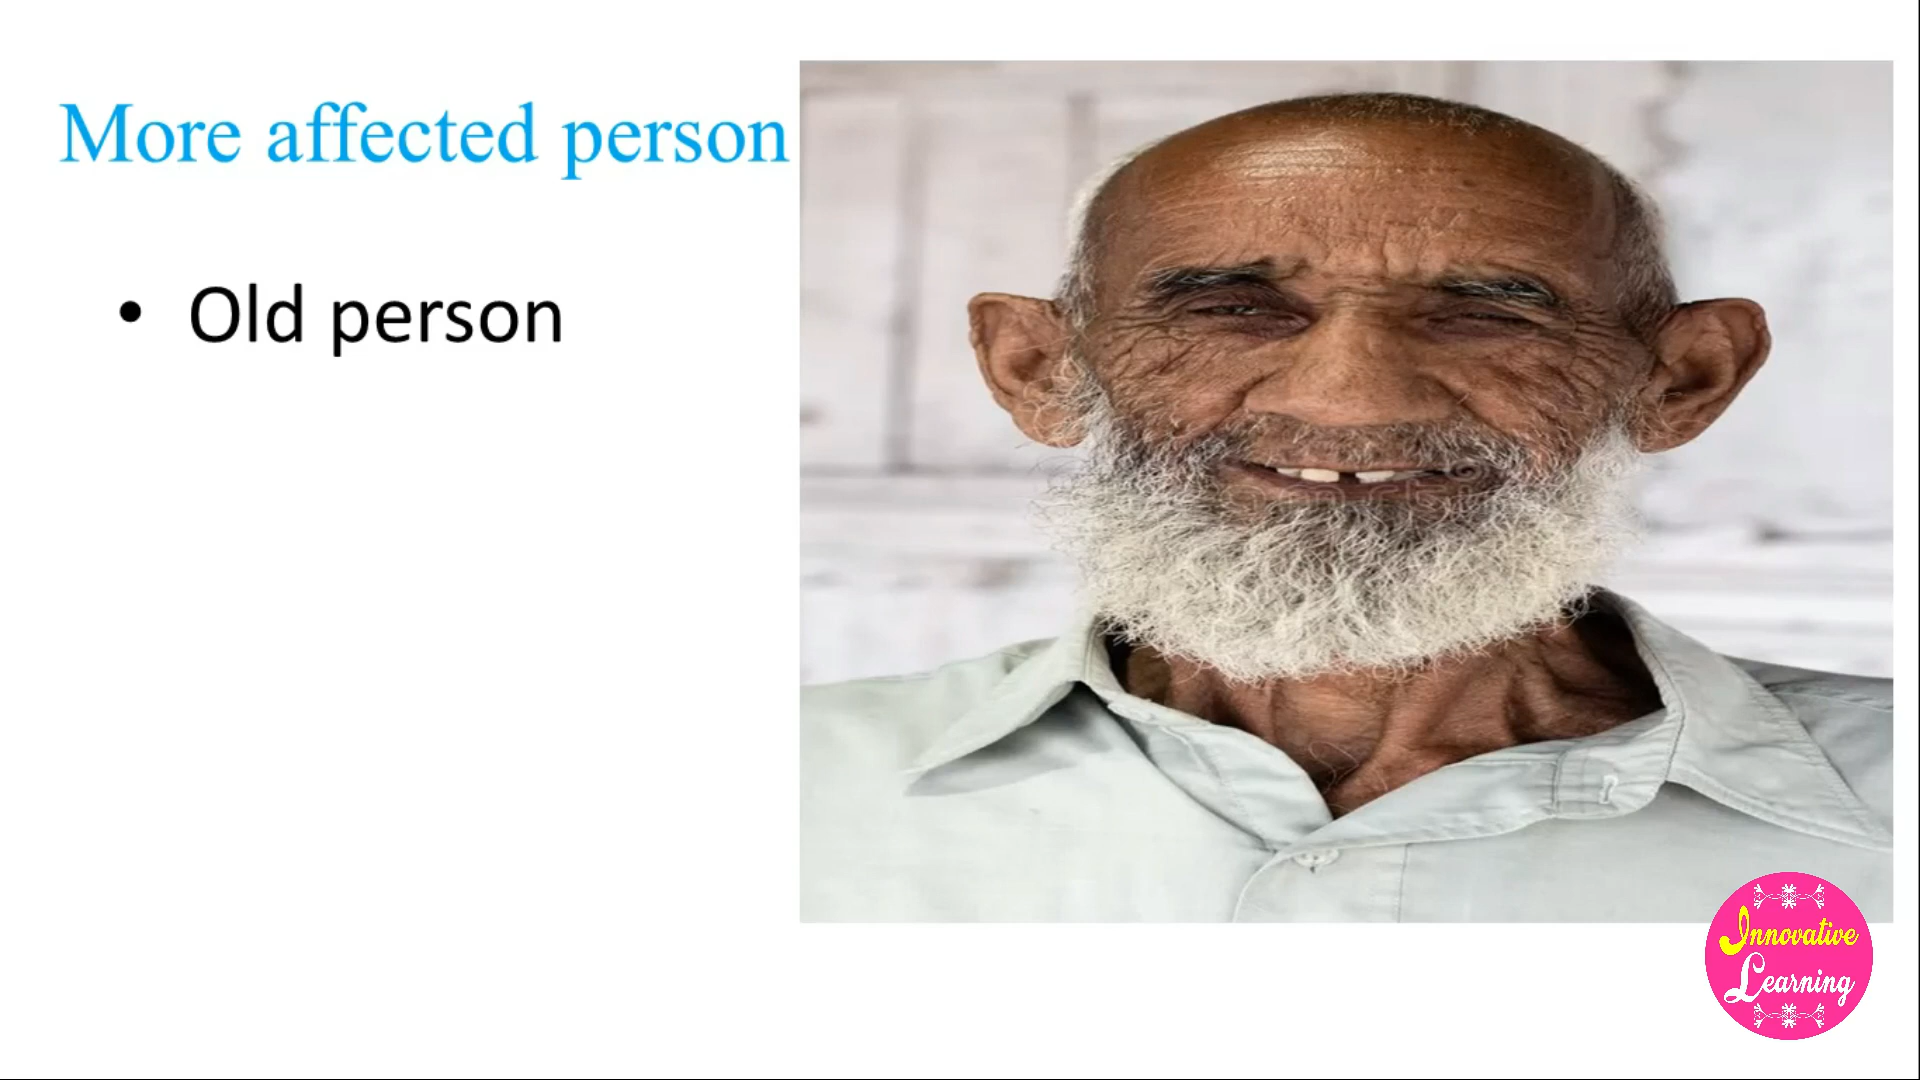 More affected person
• Old person
Innovative
Learning